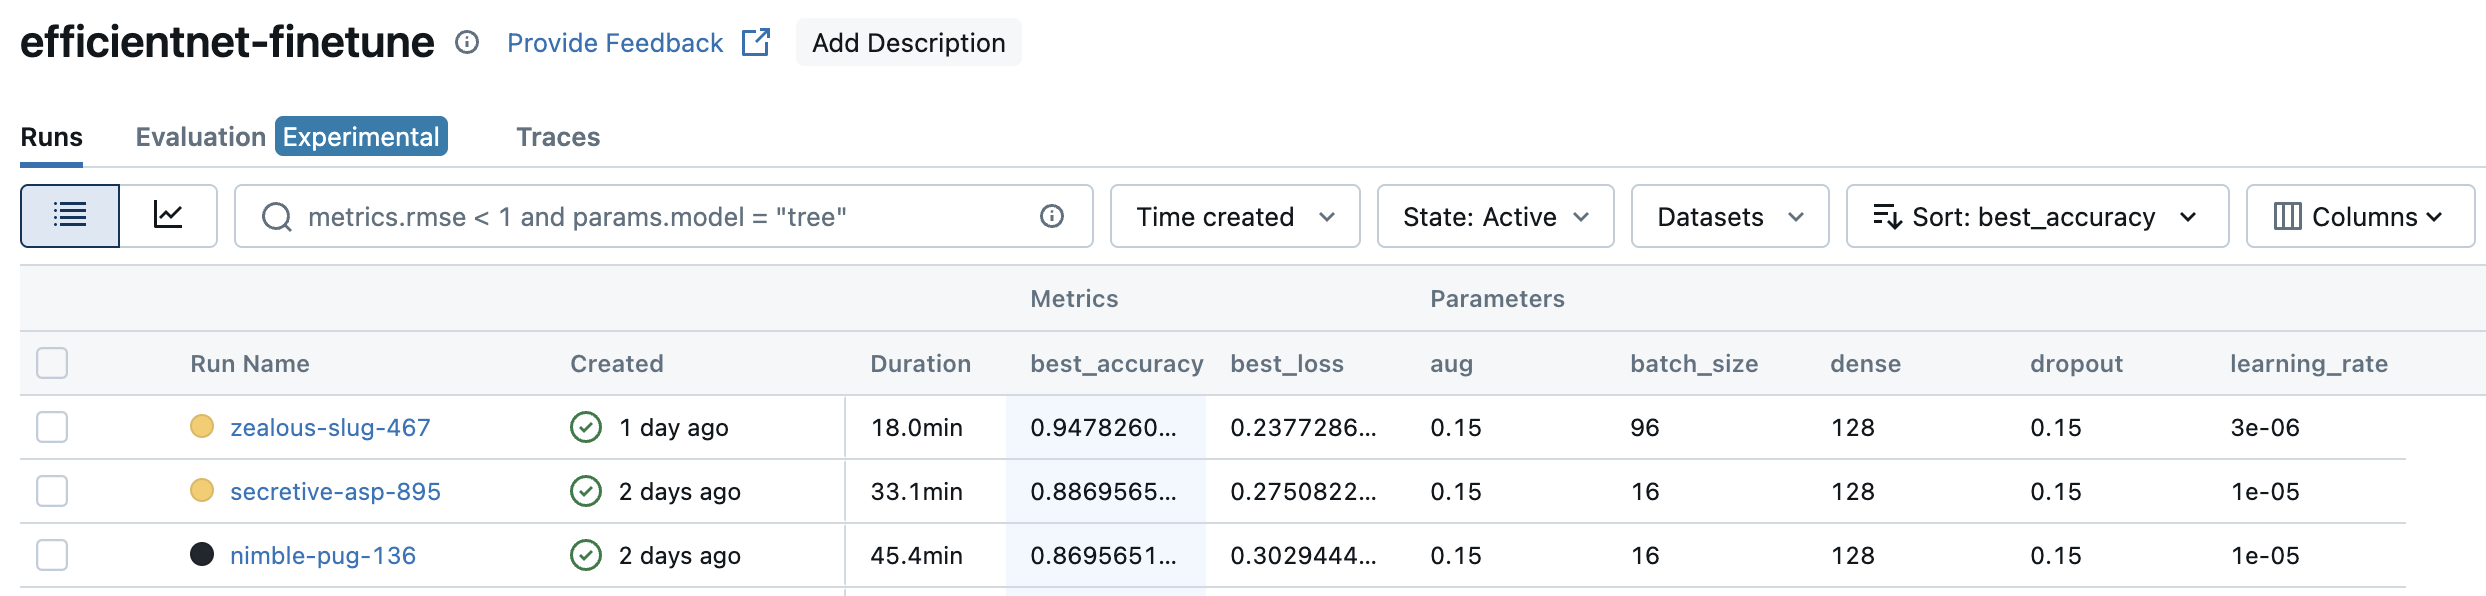 efficientnet-finetune Provide Feedback Add Description
Runs Evaluation Experimental Traces
metrics.rmse < 1 and params.model = "tree" Time created State: Active Datasets Sort: best_accuracy Columns
Metrics Parameters
Run Name Created Duration best_accuracy best_loss aug batch_size dense dropout learning_rate
zealous-slug-467 1 day ago 18.0min 0.9478260... 0.2377286... 0.15 96 128 0.15 3e-06
secretive-asp-895 2 days ago 33.1min 0.8869565... 0.2750822... 0.15 16 128 0.15 1e-05
nimble-pug-136 2 days ago 45.4min 0.8695651... 0.3029444... 0.15 16 128 0.15 1e-05